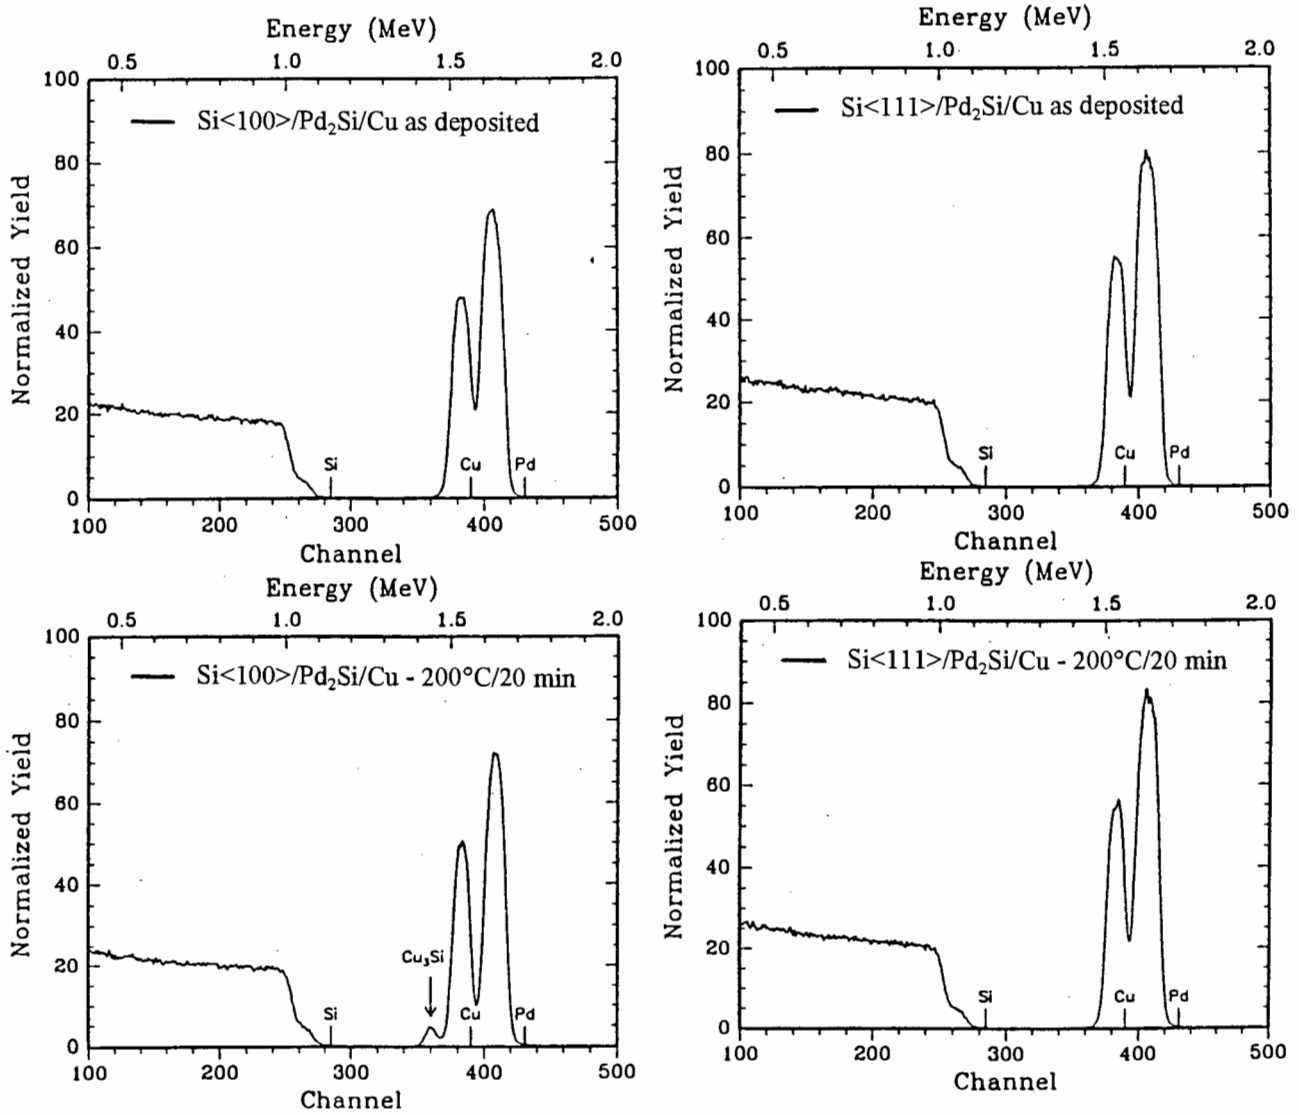 Energy (MeV)
0.5 1.0 1.5 2.0
100
80
60
40
20
0
Normalized Yield
Si<100>/Pd₂Si/Cu as deposited
Si Cu Pd
100 200 300 400 500
Channel
Energy (MeV)
0.5 1.0 1.5 2.0
100
80
60
40
20
0
Normalized Yield
Si<111>/Pd₂Si/Cu as deposited
Si Cu Pd
100 200 300 400 500
Channel
Energy (MeV)
0.5 1.0 1.5 2.0
100
80
60
40
20
0
Normalized Yield
Si<100>/Pd₂Si/Cu - 200°C/20 min
Cu₃Si
Si Cu Pd
100 200 300 400 500
Channel
Energy (MeV)
0.5 1.0 1.5 2.0
100
80
60
40
20
0
Normalized Yield
Si<111>/Pd₂Si/Cu - 200°C/20 min
Si Cu Pd
100 200 300 400 500
Channel